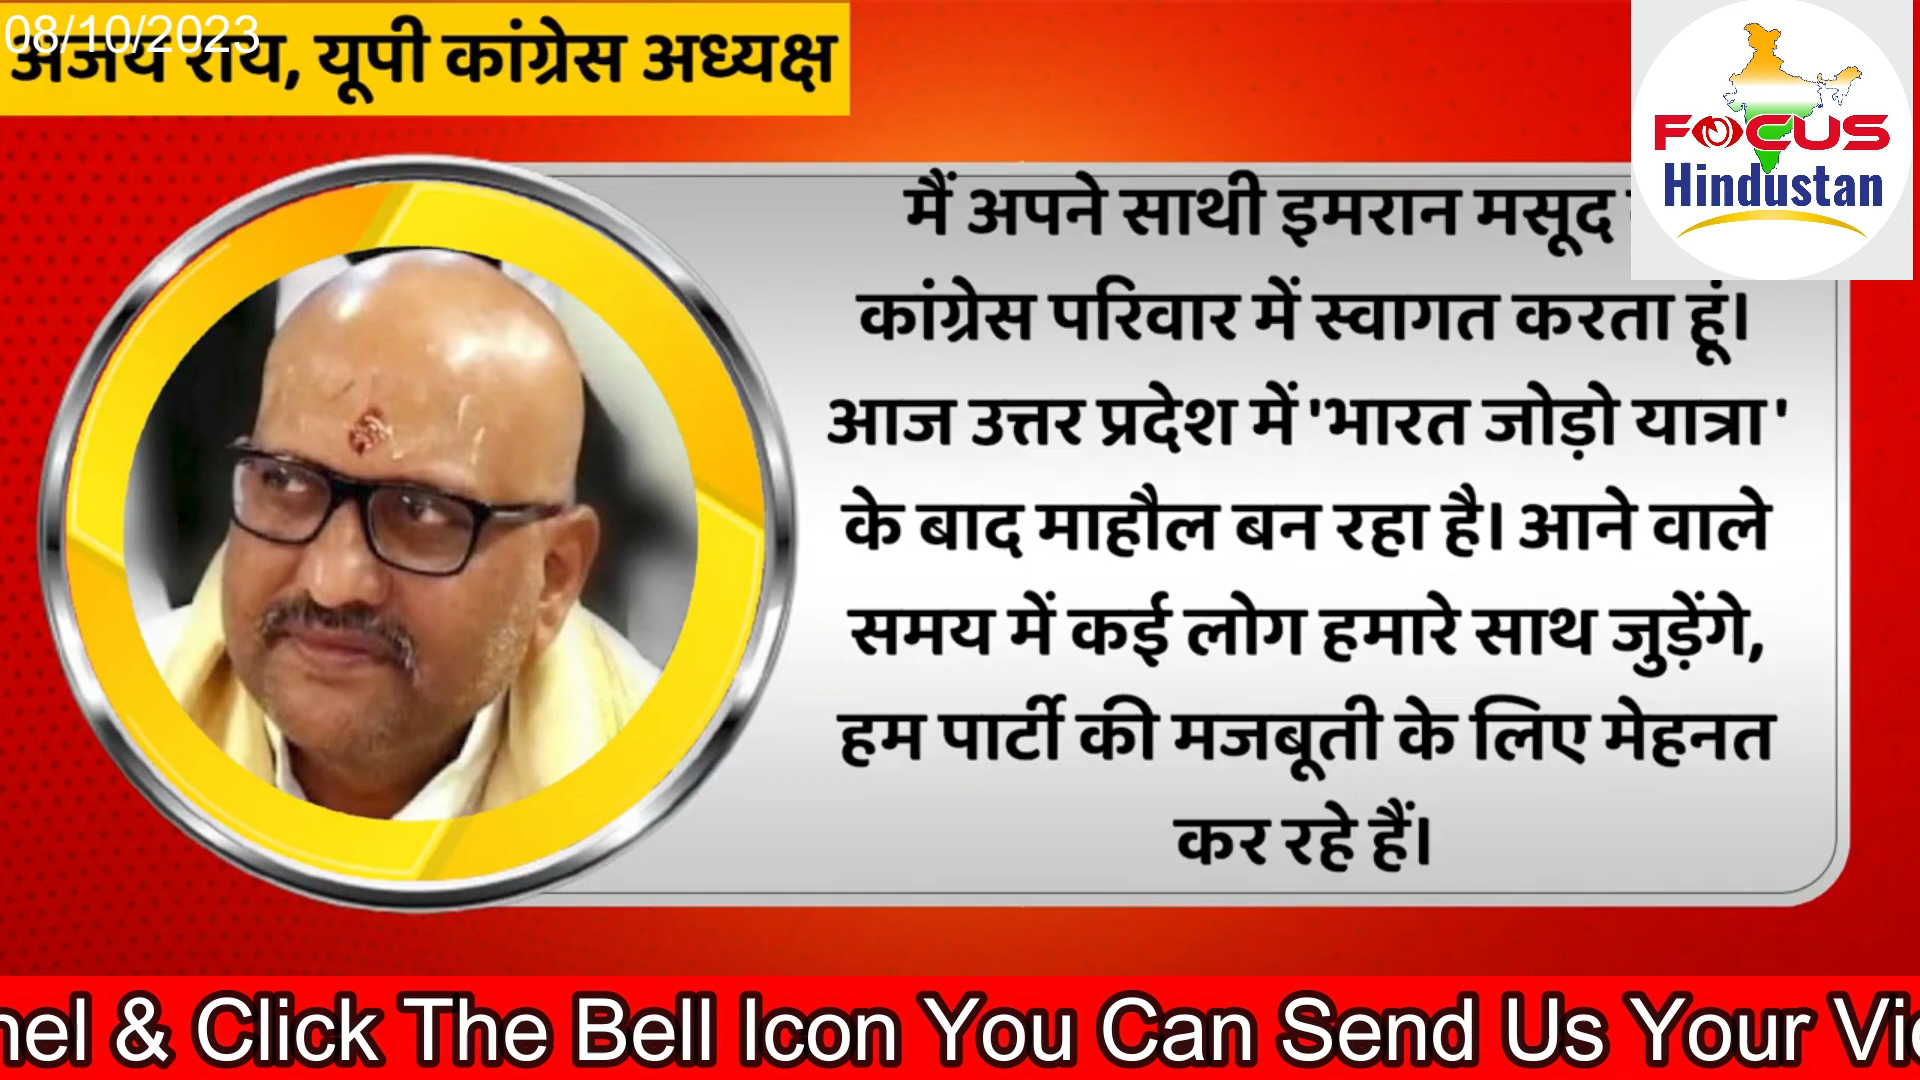 08/10/2023
अजय राय, यूपी कांग्रेस अध्यक्ष
FOCUS
Hindustan
मैं अपने साथी इमरान मसूद
कांग्रेस परिवार में स्वागत करता हूं।
आज उत्तर प्रदेश में 'भारत जोड़ो यात्रा'
के बाद माहौल बन रहा है। आने वाले
समय में कई लोग हमारे साथ जुड़ेंगे,
हम पार्टी की मजबूती के लिए मेहनत
कर रहे हैं।
& Click The Bell Icon You Can Send Us Your